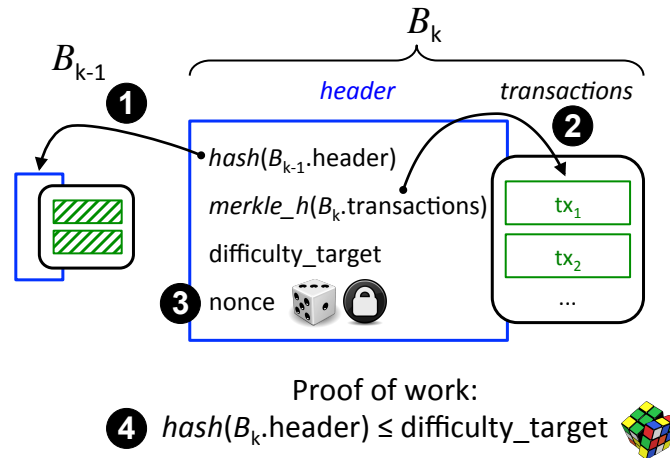 B_k
B_k-1
1
header
transactions
2
hash(B_k-1.header)
merkle_h(B_k.transactions)
tx_1
difficulty_target
tx_2
3 nonce
...
Proof of work:
4 hash(B_k.header) ≤ difficulty_target